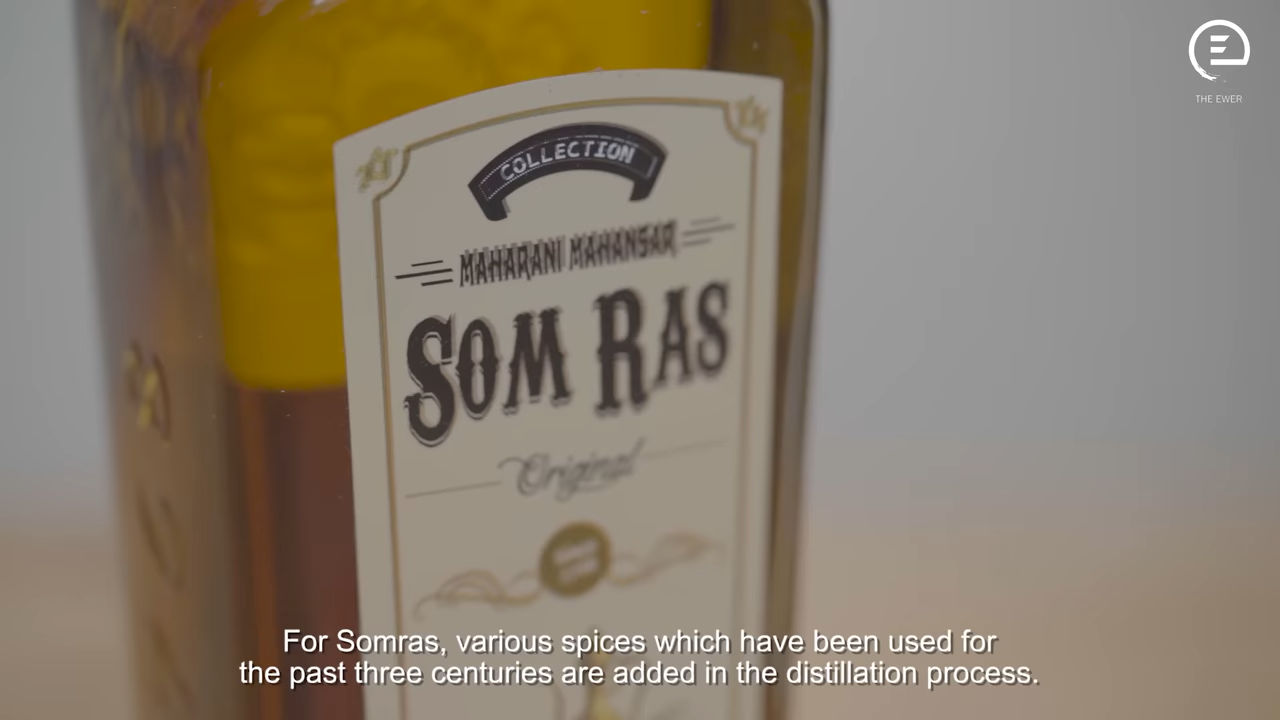 THE EWER
COLLECTION
MAHARANI MAHANSAR
SOM RAS
Original
For Somras, various spices which have been used for
the past three centuries are added in the distillation process.